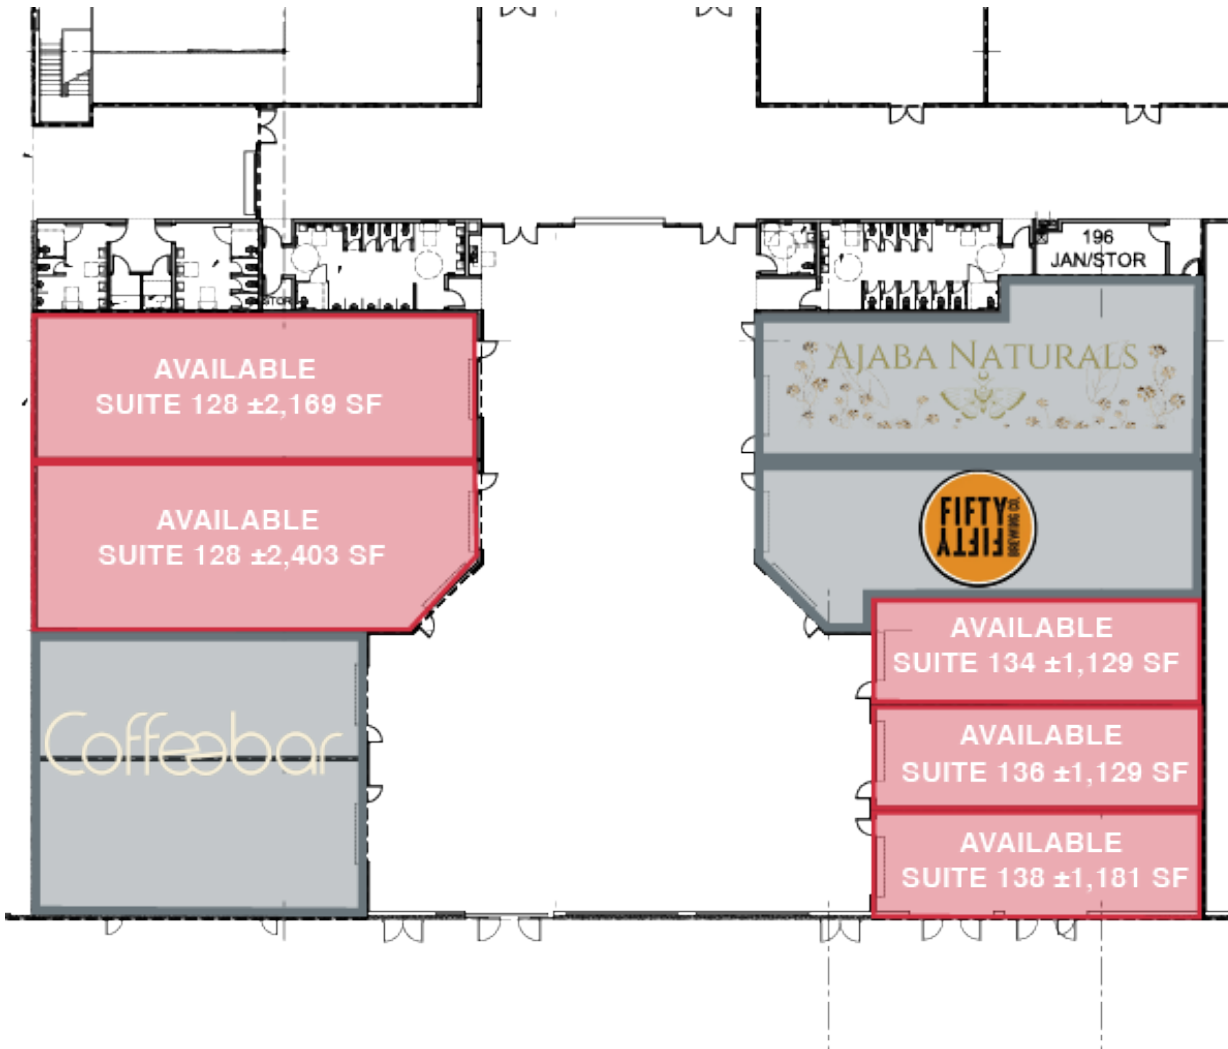 196
JAN/STOR
STOR
AVAILABLE
SUITE 128 ±2,169 SF
AJABA NATURALS
AVAILABLE
SUITE 128 ±2,403 SF
FIFTY
FIFTY
BREWING CO.
AVAILABLE
SUITE 134 ±1,129 SF
Coffeebar
AVAILABLE
SUITE 136 ±1,129 SF
AVAILABLE
SUITE 138 ±1,181 SF